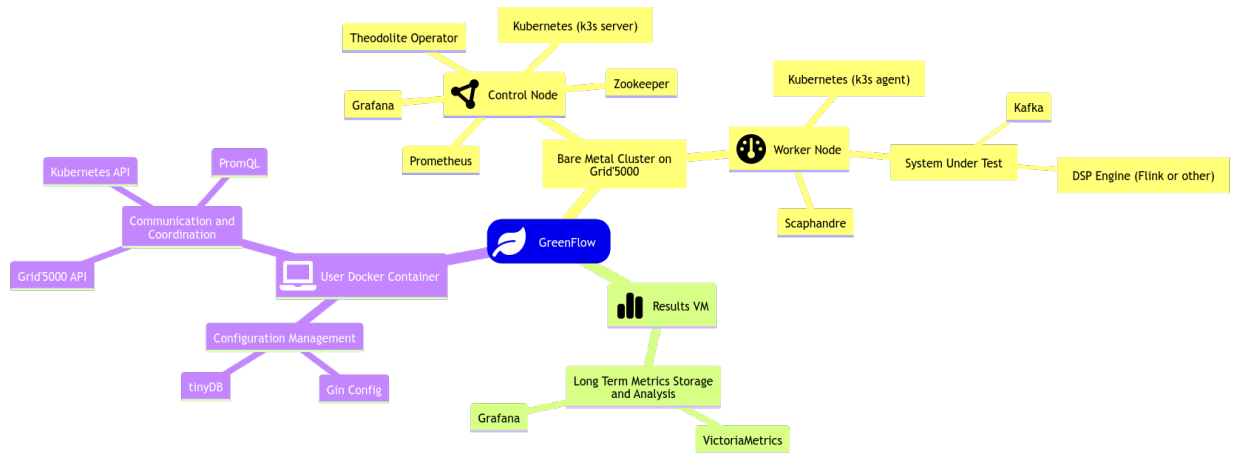 Kubernetes (k3s server)
Theodolite Operator
Kubernetes (k3s agent)
Zookeeper
Control Node
Grafana
Kafka
Worker Node
Prometheus
Bare Metal Cluster on
Grid'5000
System Under Test
DSP Engine (Flink or other)
PromQL
Kubernetes API
Scaphandre
Communication and
Coordination
GreenFlow
Grid'5000 API
User Docker Container
Results VM
Configuration Management
tinyDB
Gin Config
Long Term Metrics Storage
and Analysis
Grafana
VictoriaMetrics